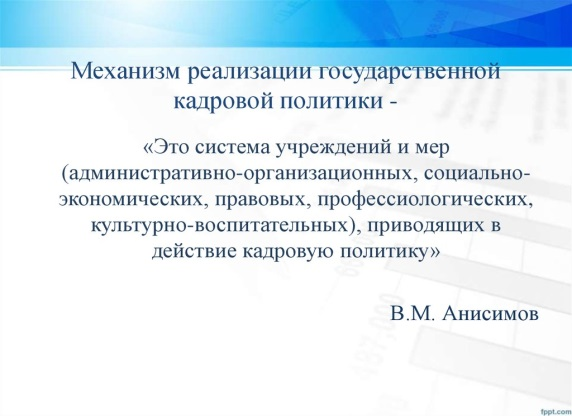 Механизм реализации государственной
кадровой политики -
«Это система учреждений и мер
(административно-организационных, социально-
экономических, правовых, профессиологических,
культурно-воспитательных), приводящих в
действие кадровую политику»
В.М. Анисимов
fppt.com